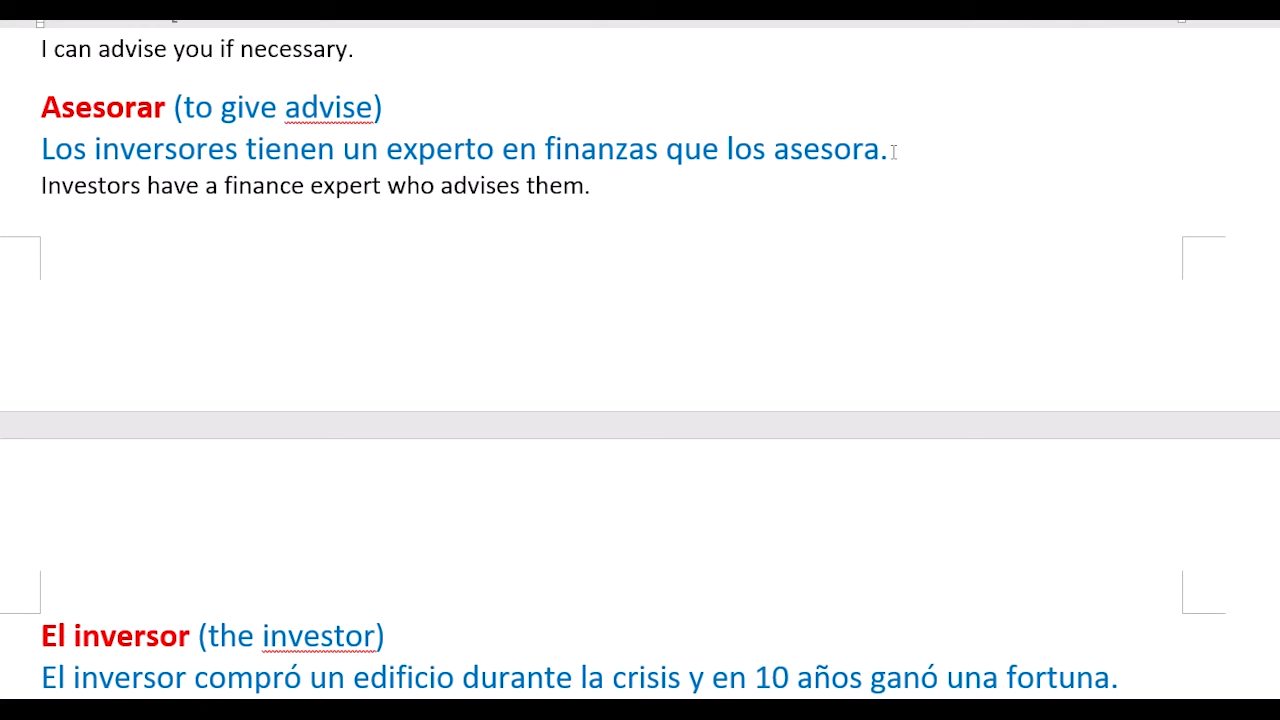 I can advise you if necessary.
Asesorar (to give advise)
Los inversores tienen un experto en finanzas que los asesora.
Investors have a finance expert who advises them.
El inversor (the investor)
El inversor compró un edificio durante la crisis y en 10 años ganó una fortuna.